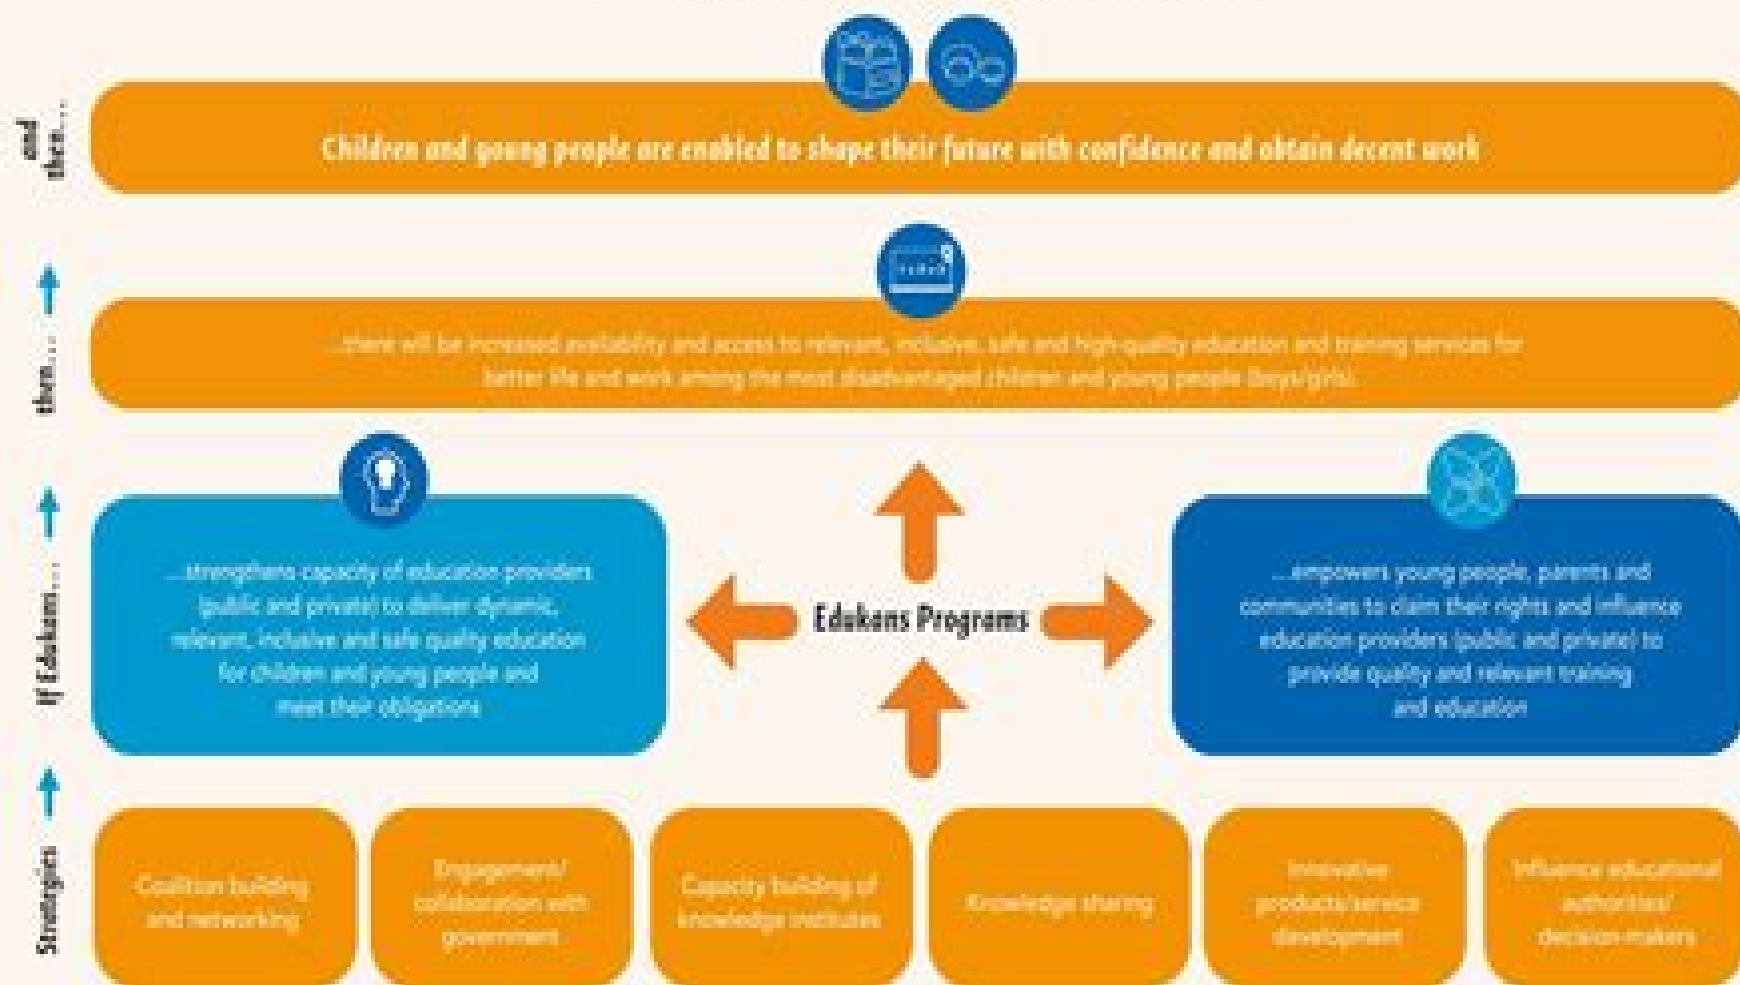 and
then...
Children and young people are enabled to shape their future with confidence and obtain decent work
then...
...there will be increased availability and access to relevant, inclusive, safe and high-quality education and training services for
better life and work among the most disadvantaged children and young people (boys/girls).
If Edukans...
...strengthens capacity of education providers
(public and private) to deliver dynamic,
relevant, inclusive and safe quality education
for children and young people and
meet their obligations
Edukans Programs
...empowers young people, parents and
communities to claim their rights and influence
education providers (public and private) to
provide quality and relevant training
and education
Strategies
Coalition building
and networking
Engagement/
collaboration with
government
Capacity building of
knowledge institutes
Knowledge sharing
Innovative
products/service
development
Influence educational
authorities/
decision-makers